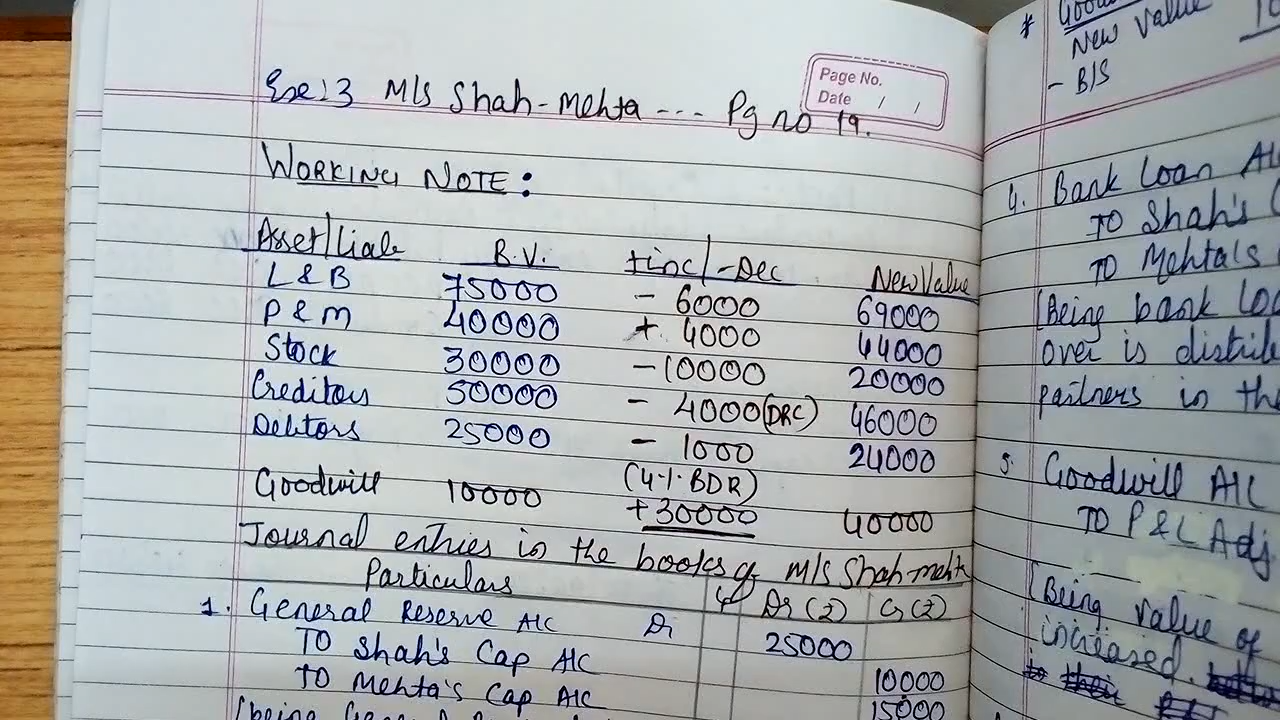 Page No.
Date / /
Exe: 3 M/s Shah-Mehta --- Pg no 19.
WORKING NOTE:
Asset/Liab B.V. +inc/-Dec New Value
L & B 75000 - 6000 69000
P & M 40000 + 4000 44000
Stock 30000 - 10000 20000
Creditors 50000 - 4000 (DRC) 46000
Debtors 25000 - 1000 24000
(4% BDR)
Goodwill 10000 +30000 40000
Journal entries in the books of M/s Shah-meht
Particulars LF Dr (₹) Cr (₹)
1. General Reserve A/C Dr 25000
TO Shah's Cap A/C 10000
TO Mehta's Cap A/C 15000
(being General
*
New Value
- B/S
4. Bank Loan A/C
TO Shah's
TO Mehta's
(Being bank
over is
partners in the
5. Goodwill A/C
TO P & L Adj.
(Being value of
increased.